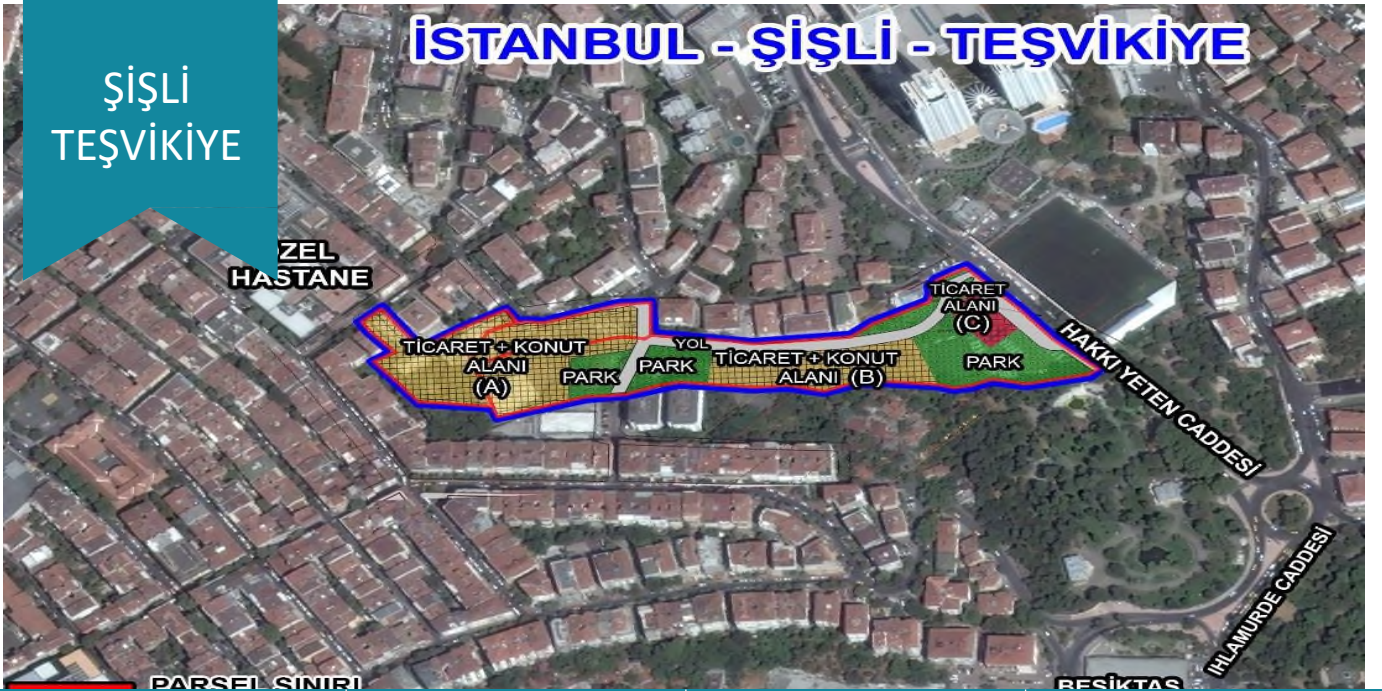 İSTANBUL - ŞİŞLİ - TEŞVİKİYE
ŞİŞLİ
TEŞVİKİYE
ZEL
HASTANE
TİCARET + KONUT
ALANI
(A)
PARK
PARK
YOL
TİCARET + KONUT
ALANI (B)
TİCARET
ALANI
(C)
PARK
HAKKI YETEN CADDESİ
IHLAMURDE CADDESİ
PARSEL SINIRI
BEŞİKTAŞ